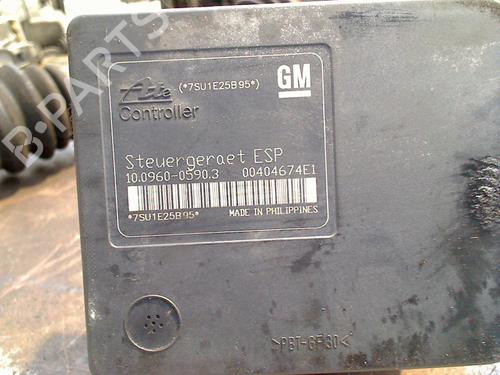 Ate (*7SU1E25B95*) GM
Controller
Steuergeraet ESP
10.0960-0590.3 00404674E1
*7SU1E25B95* MADE IN PHILIPPINES
>PBT-GF30<
B-PARTS